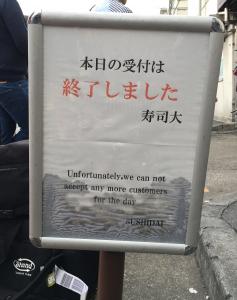 本日の受付は
終了しました
寿司大
Unfortunately,we can not
accept any more customers
for the day
SUSHIDAI